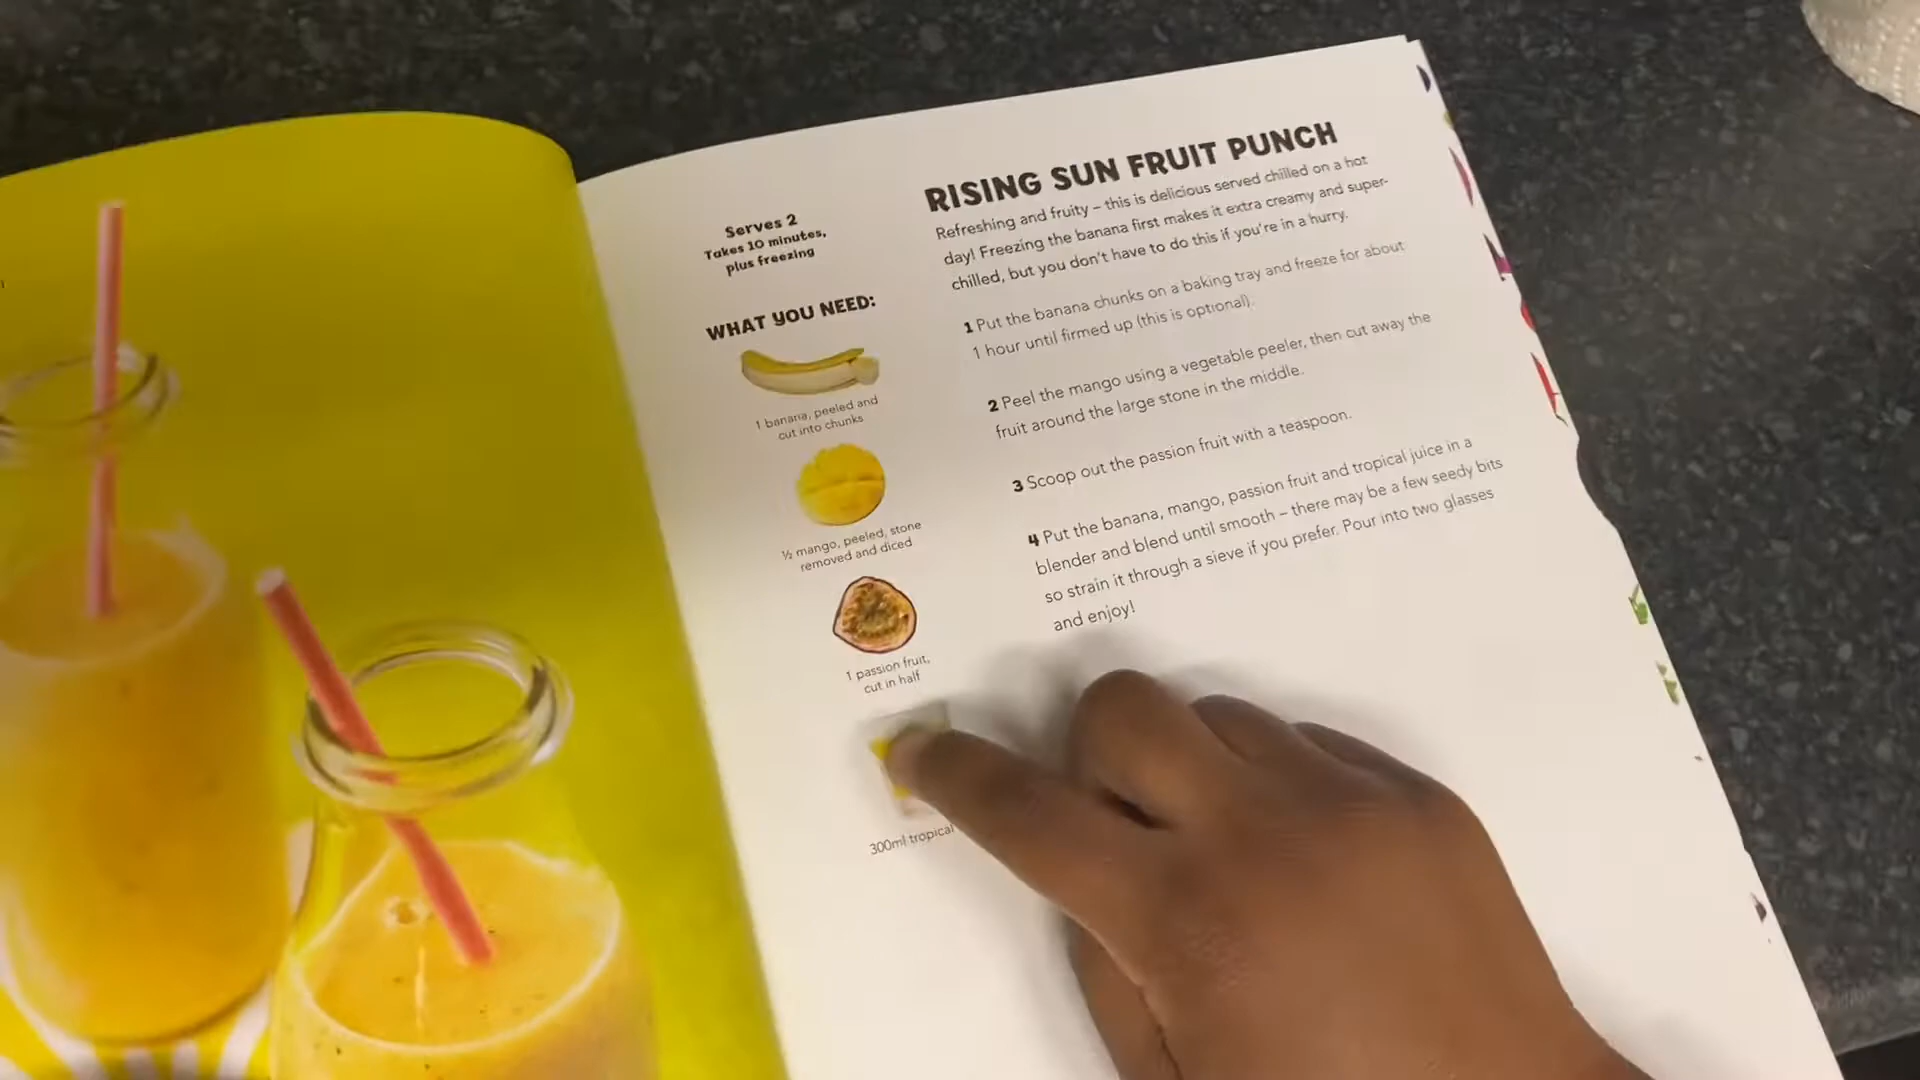 RISING SUN FRUIT PUNCH
Refreshing and fruity – this is delicious served chilled on a hot
day! Freezing the banana first makes it extra creamy and super-
chilled, but you don't have to do this if you're in a hurry.
Serves 2
Takes 10 minutes,
plus freezing
WHAT YOU NEED:
1 banana, peeled and
cut into chunks
½ mango, peeled, stone
removed and diced
1 passion fruit,
cut in half
300ml tropical
1 Put the banana chunks on a baking tray and freeze for about
1 hour until firmed up (this is optional).
2 Peel the mango using a vegetable peeler, then cut away the
fruit around the large stone in the middle.
3 Scoop out the passion fruit with a teaspoon.
4 Put the banana, mango, passion fruit and tropical juice in a
blender and blend until smooth – there may be a few seedy bits
so strain it through a sieve if you prefer. Pour into two glasses
and enjoy!